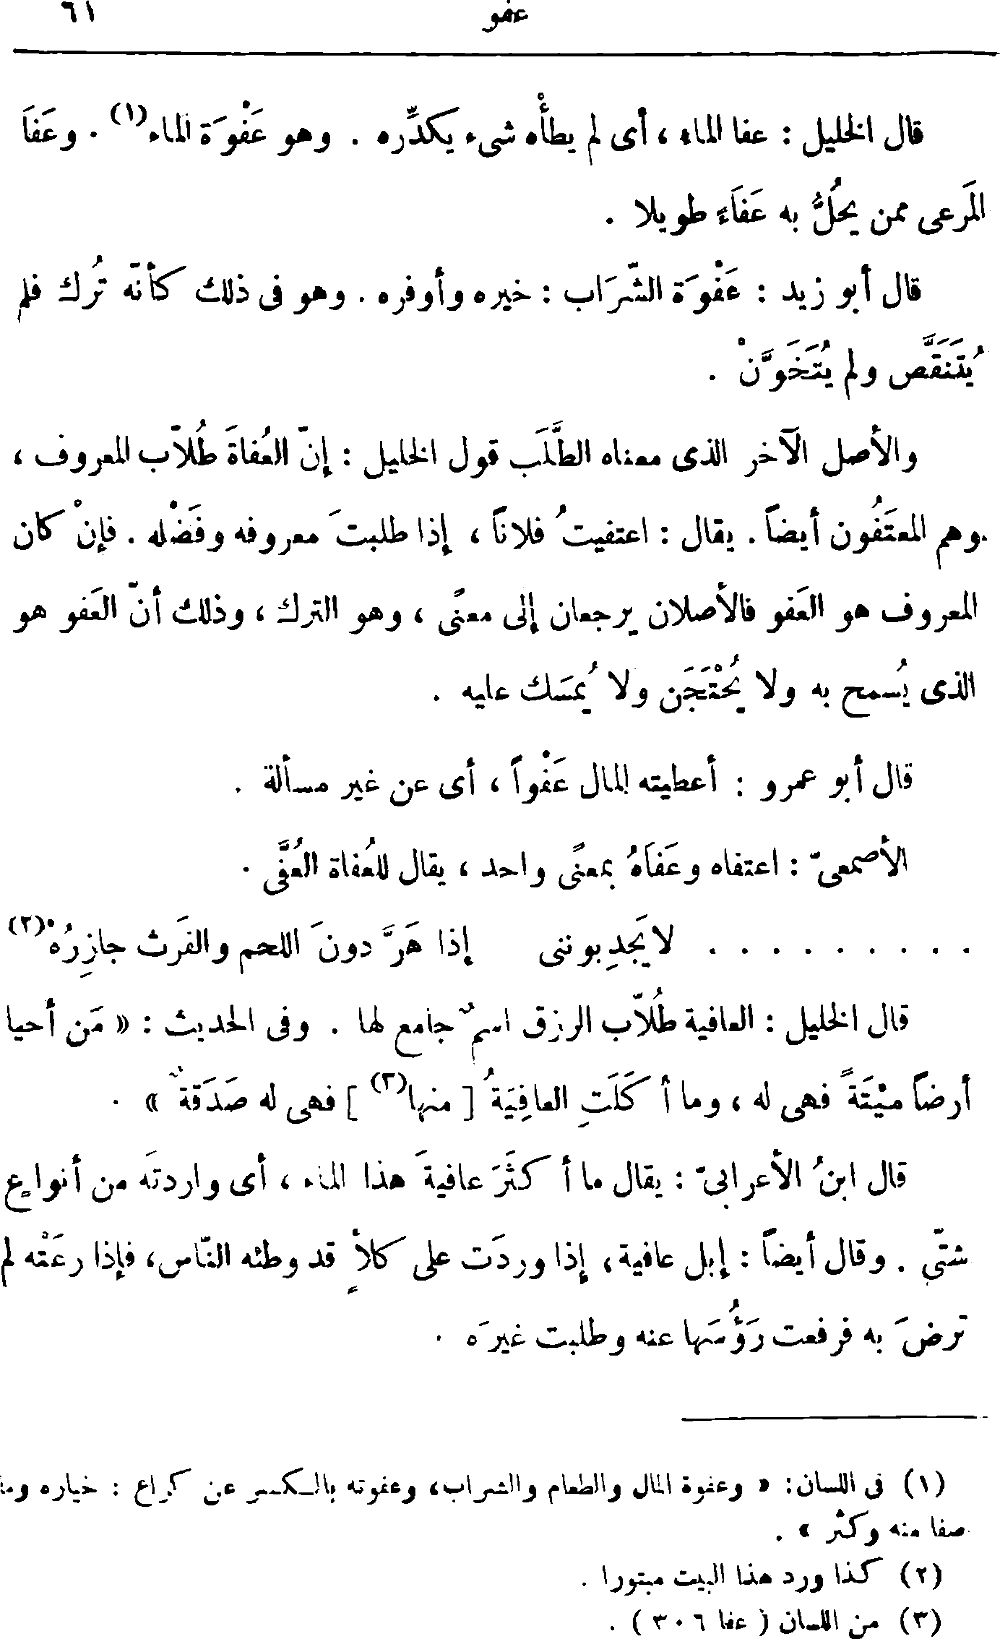 عفو ٦١
قال الخليل : عفا الماء ، أى لم يطأْه شىء يكدِّره . وهو عَفْوَة الماء(١) . وعَفَا
المَرعى ممن يحُلُّ به عَفَاءً طويلا .
قال أبو زيد : عَفْوَة الشّرَاب : خيره وأوفره . وهو فى ذلك كأنّه تُرك فلم
يُتَنَقَّص ولم يُتَخَوَّنْ .
والأصل الآخر الذى معناه الطَّلَب قول الخليل : إنّ العُفاةَ طُلاّب المعروف ،
وهم المعتَفُون أيضاً . يقال : اعتفيتُ فلاناً ، إذا طلبتَ معروفه وفَضْله . فإنْ كان
المعروف هو العَفو فالأصلان يرجعان إلى معنًى ، وهو الترك ، وذلك أنّ العَفو هو
الذى يُسمح به ولا يُحْتَجَن ولا يُمسَك عليه .
قال أبو عمرو : أعطيته المال عَفْواً ، أى عن غير مسألة .
الأصمعىّ : اعتفاه وعَفَاهُ بمعنًى واحد ، يقال للعُفاة العُفَّى .
. . . . . . . . . لا يَجدِبوننى إذا هَرَّ دونَ اللحم والفَرث جازِرُهْ(٢)
قال الخليل : العافية طُلاّب الرزق اسمٌ جامع لها . وفى الحديث : « مَن أحيا
أرضاً ميْتَةً فهى له ، وما أكَلَتِ العافِيَةُ [ منها(٣) ] فهى له صَدَقةٌ » .
قال ابنُ الأعرابىّ : يقال ما أكثَرَ عافيةَ هذا الماء ، أى واردتَه من أنواعٍ
شتّى . وقال أيضاً : إبل عافية ، إذا وردَت على كلأٍ قد وطئه النّاس، فإذا رعَتْه لم
ترضَ به فرفعت رَؤُسَها عنه وطلبت غيرَه .
(١) فى اللسان: « وعفوة المال والطعام والشراب، وعفوته بالكسر عن كراع : خياره وما
صفا منه وكثر » .
(٢) كذا ورد هذا البيت مبتورا .
(٣) من اللسان ( عفا ٣٠٦ ) .